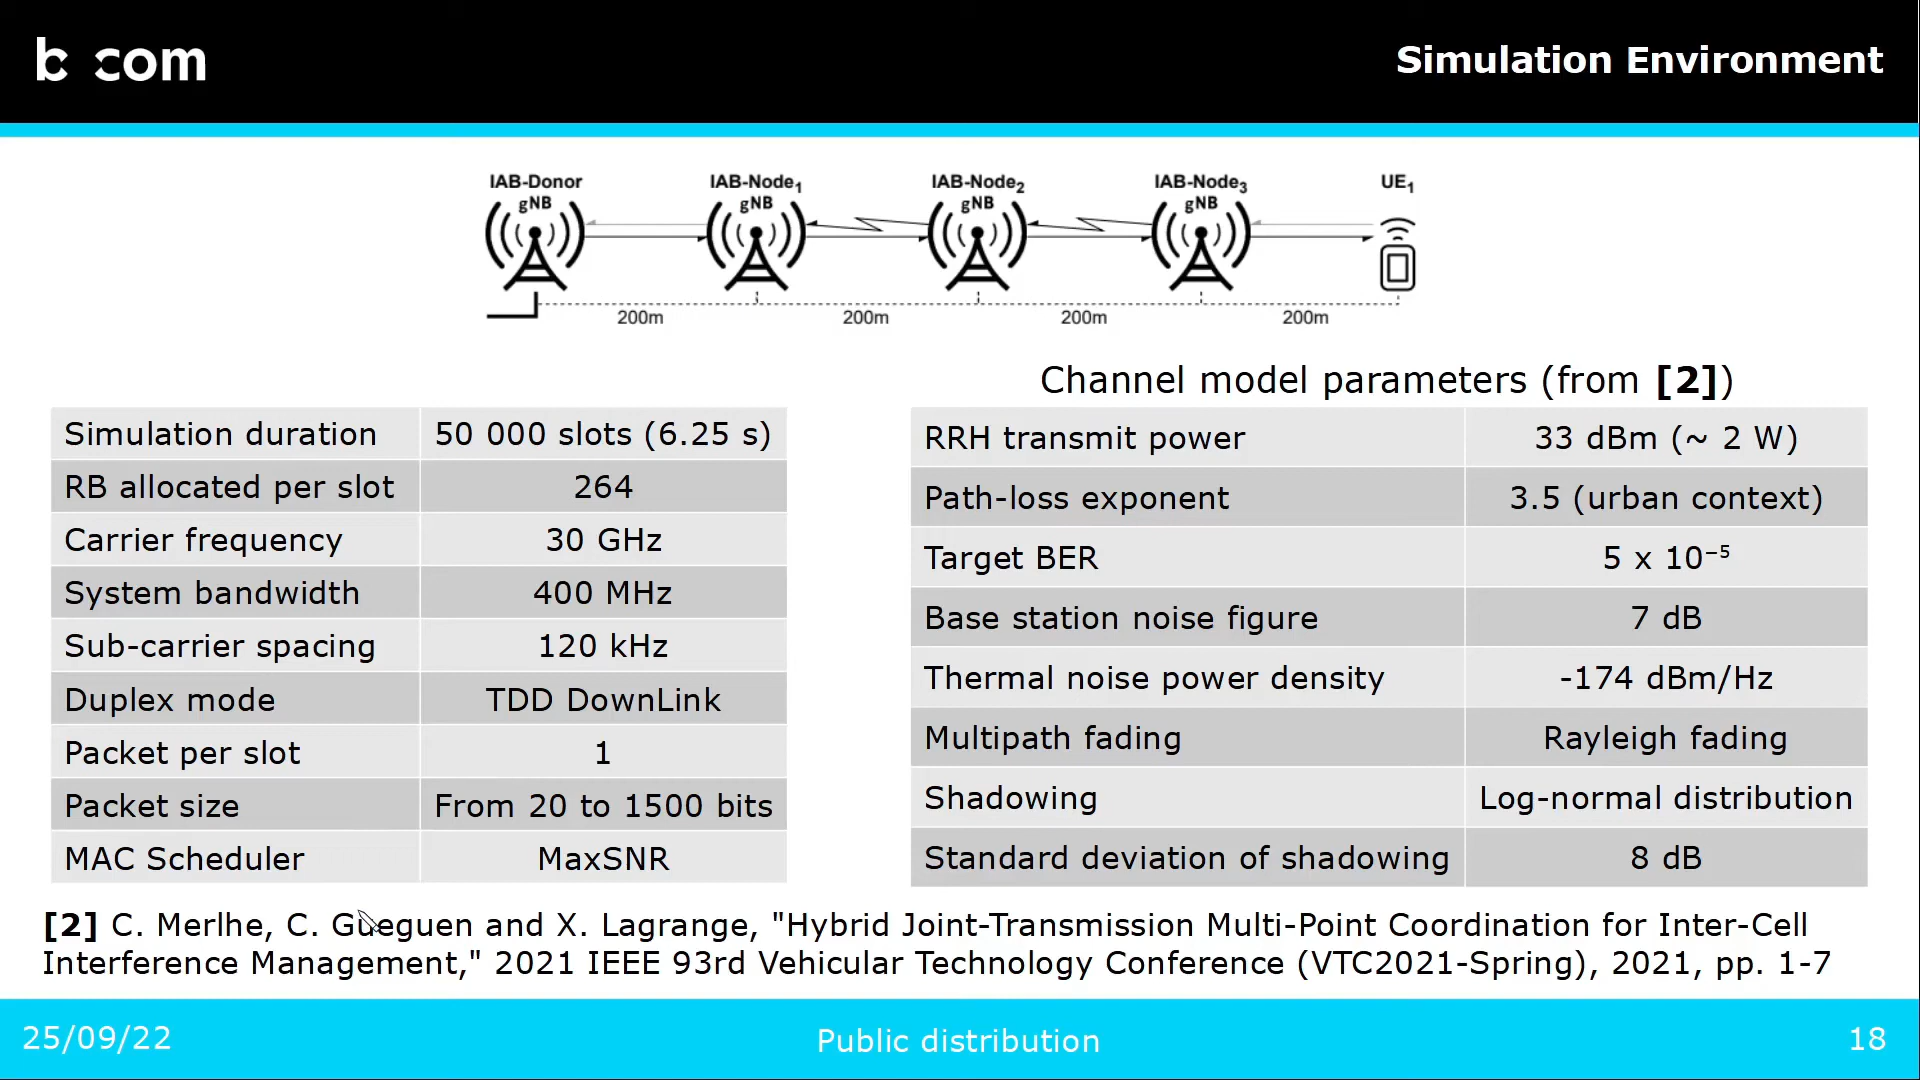 b com
Simulation Environment
IAB-Donor IAB-Node1 IAB-Node2 IAB-Node3 UE1
gNB gNB gNB gNB
200m 200m 200m 200m
Channel model parameters (from [2])
Simulation duration 50 000 slots (6.25 s)
RB allocated per slot 264
Carrier frequency 30 GHz
System bandwidth 400 MHz
Sub-carrier spacing 120 kHz
Duplex mode TDD DownLink
Packet per slot 1
Packet size From 20 to 1500 bits
MAC Scheduler MaxSNR
RRH transmit power 33 dBm (~ 2 W)
Path-loss exponent 3.5 (urban context)
Target BER 5 x 10⁻⁵
Base station noise figure 7 dB
Thermal noise power density -174 dBm/Hz
Multipath fading Rayleigh fading
Shadowing Log-normal distribution
Standard deviation of shadowing 8 dB
[2] C. Merlhe, C. Gueguen and X. Lagrange, "Hybrid Joint-Transmission Multi-Point Coordination for Inter-Cell
Interference Management," 2021 IEEE 93rd Vehicular Technology Conference (VTC2021-Spring), 2021, pp. 1-7
25/09/22
Public distribution
18